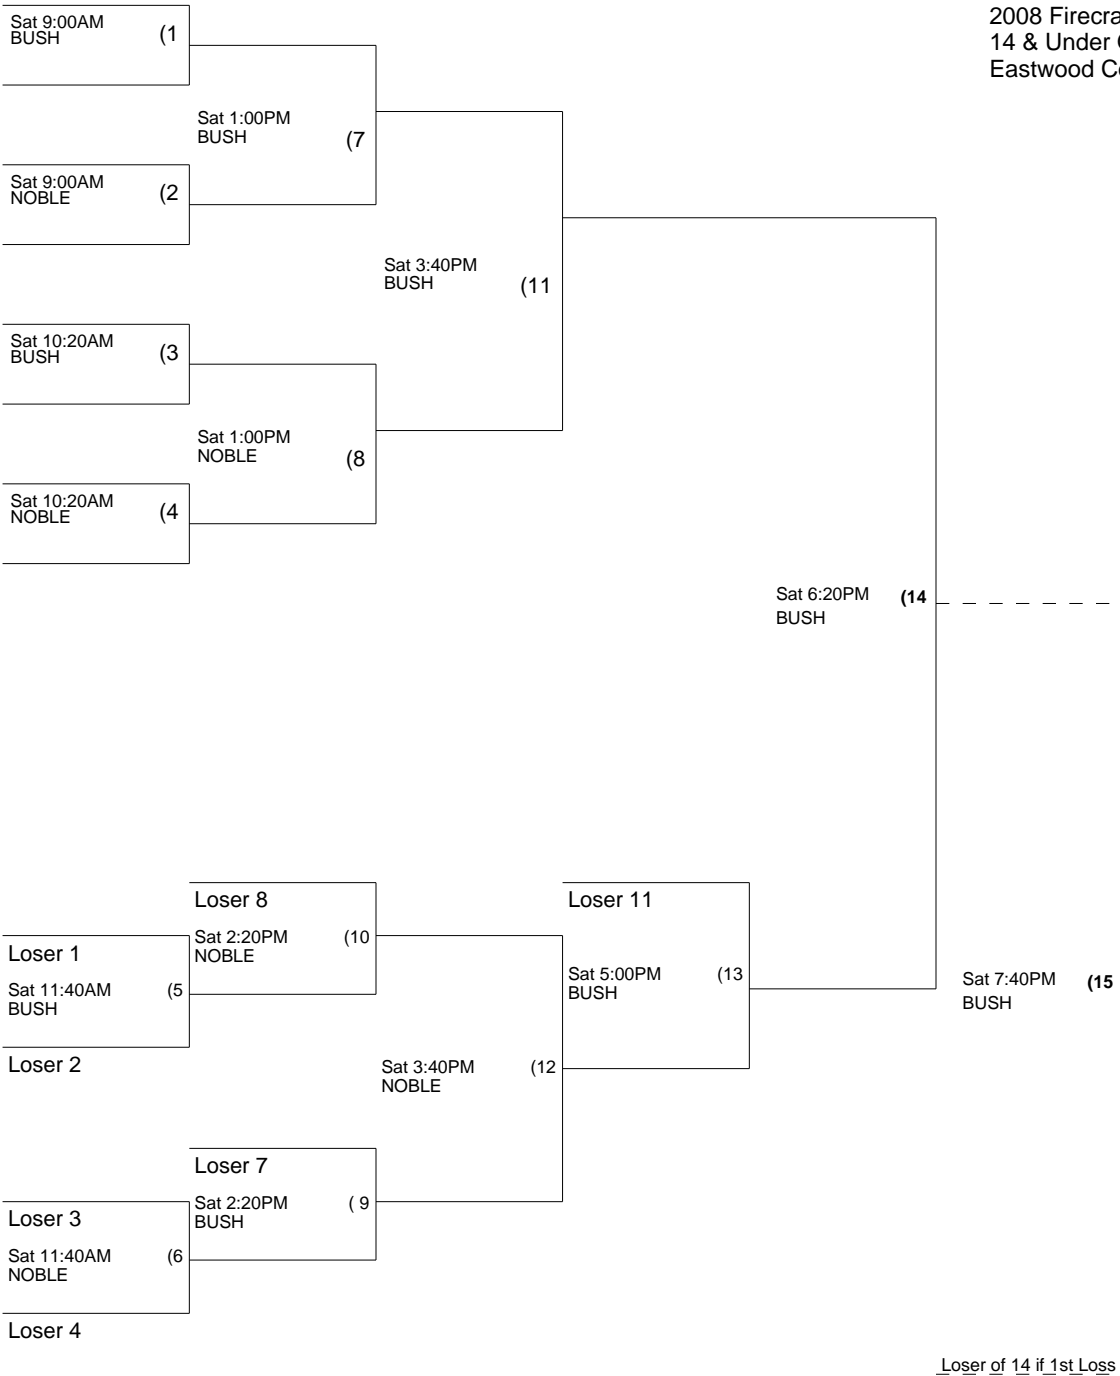 2008 Firecra
14 & Under
Eastwood
Sat 9:00AM
BUSH
(1
Sat 1:00PM
BUSH
(7
Sat 9:00AM
NOBLE
(2
Sat 3:40PM
BUSH
(11
Sat 10:20AM
BUSH
(3
Sat 1:00PM
NOBLE
(8
Sat 10:20AM
NOBLE
(4
Sat 6:20PM
(14
BUSH
Loser 8
Sat 2:20PM
(10
NOBLE
Loser 11
Loser 1
Sat 11:40AM
(5
BUSH
Loser 2
Sat 5:00PM
(13
BUSH
Sat 7:40PM
(15
BUSH
Sat 3:40PM
(12
NOBLE
Loser 7
Sat 2:20PM
( 9
BUSH
Loser 3
Sat 11:40AM
(6
NOBLE
Loser 4
Loser of 14 if 1st Loss